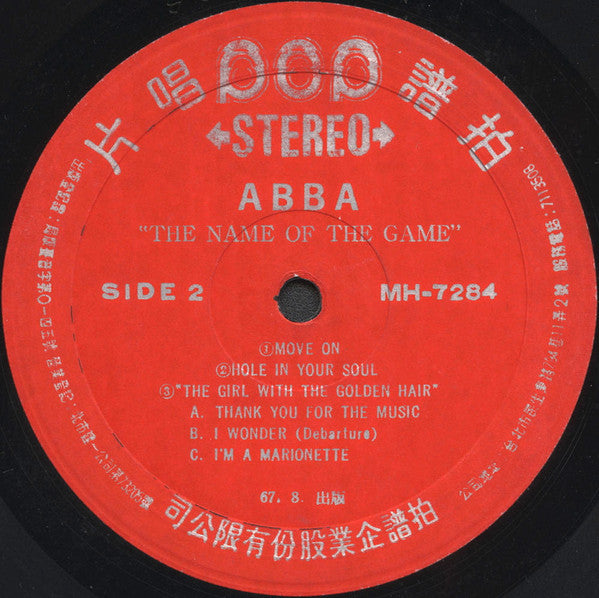 片唱 pop 譜拍
STEREO
ABBA
"THE NAME OF THE GAME"
SIDE 2
MH-7284
①MOVE ON
②HOLE IN YOUR SOUL
③"THE GIRL WITH THE GOLDEN HAIR"
A. THANK YOU FOR THE MUSIC
B. I WONDER (Debarture)
C. I'M A MARIONETTE
67. 8. 出版
司公限有份股業企譜拍